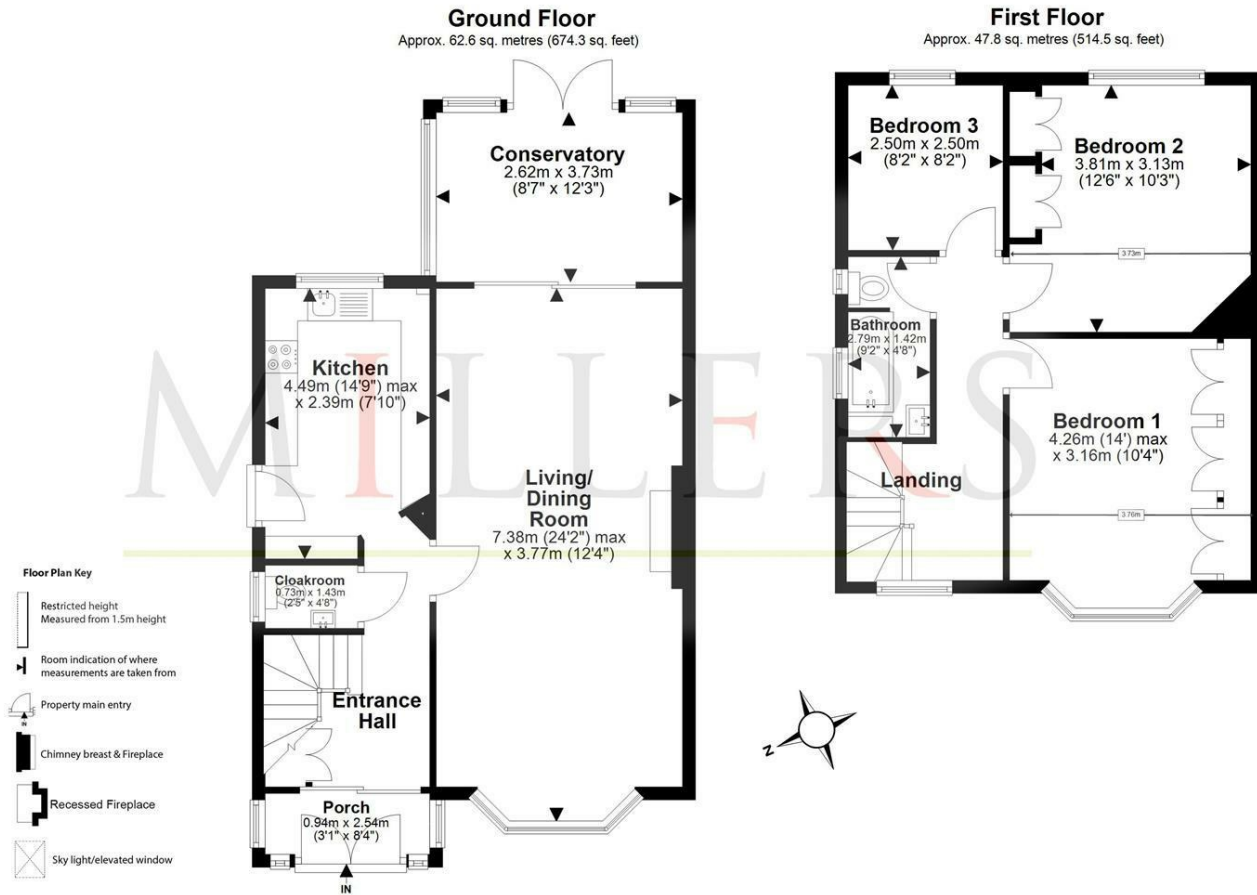 Ground Floor
Approx. 62.6 sq. metres (674.3 sq. feet)
Conservatory
2.62m x 3.73m
(8'7" x 12'3")
Kitchen
4.49m (14'9") max
x 2.39m (7'10")
Living/
Dining
Room
7.38m (24'2") max
x 3.77m (12'4")
Cloakroom
0.73m x 1.43m
(2'5" x 4'8")
Entrance
Hall
Porch
0.94m x 2.54m
(3'1" x 8'4")
IN
First Floor
Approx. 47.8 sq. metres (514.5 sq. feet)
Bedroom 3
2.50m x 2.50m
(8'2" x 8'2")
Bedroom 2
3.81m x 3.13m
(12'6" x 10'3")
3.73m
Bathroom
2.79m x 1.42m
(9'2" x 4'8")
Bedroom 1
4.26m (14') max
x 3.16m (10'4")
3.76m
Landing
MILLERS
N
Floor Plan Key
Restricted height
Measured from 1.5m height
Room indication of where
measurements are taken from
Property main entry
IN
Chimney breast & Fireplace
Recessed Fireplace
Sky light/elevated window